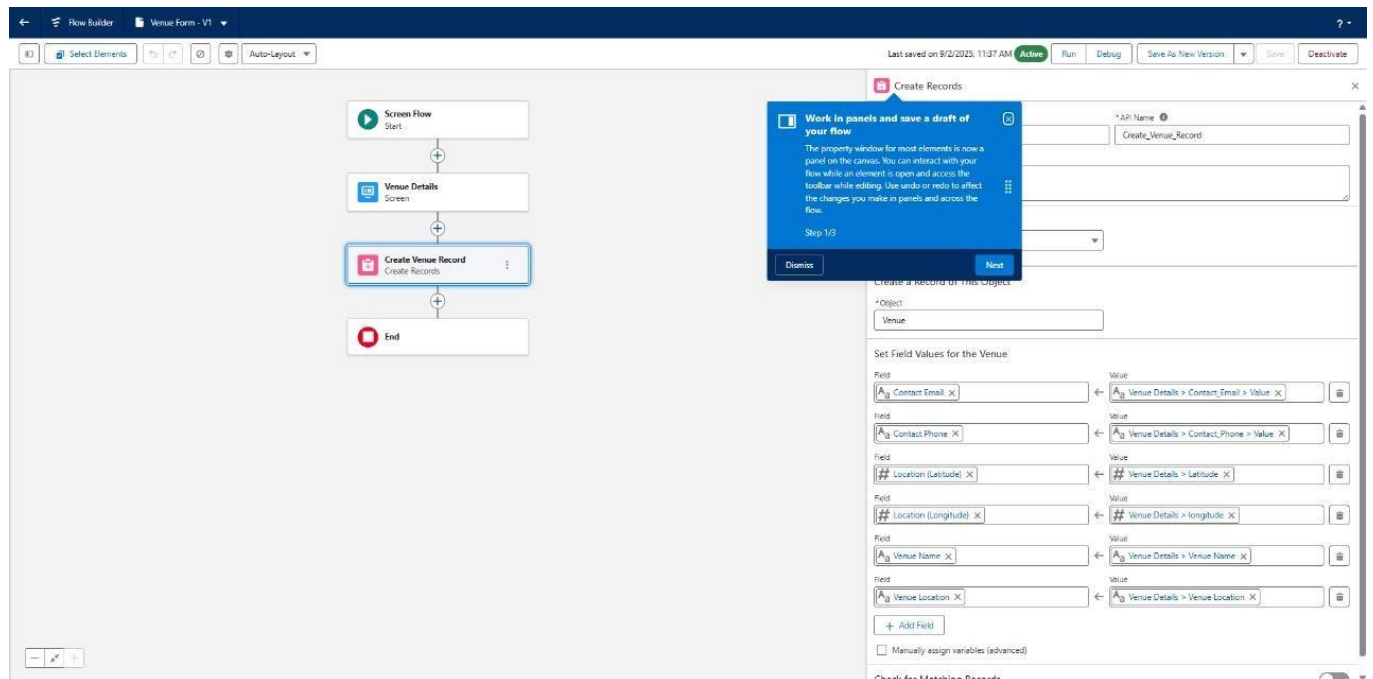 Flow Builder
Venue Form - V1
?
Select Elements
Auto-Layout
Last saved on 9/2/2025, 11:37 AM
Active
Run
Debug
Save As New Version
Save
Deactivate
Screen Flow
Start
Venue Details
Screen
Create Venue Record
Create Records
End
Create Records
Work in panels and save a draft of
your flow
The property window for most elements is now a
panel on the canvas. You can interact with your
flow while an element is open and access the
toolbar while editing. Use undo or redo to affect
the changes you make in panels and across the
flow.
Step 1/3
Dismiss
Next
*API Name
Create_Venue_Record
Create a Record of This Object
*Object
Venue
Set Field Values for the Venue
Field Value
Contact Email Venue Details > Contact_Email > Value
Field Value
Contact Phone Venue Details > Contact_Phone > Value
Field Value
Location (Latitude) Venue Details > Latitude
Field Value
Location (Longitude) Venue Details > longitude
Field Value
Venue Name Venue Details > Venue Name
Field Value
Venue Location Venue Details > Venue Location
+ Add Field
Manually assign variables (advanced)
Check for Matching Records